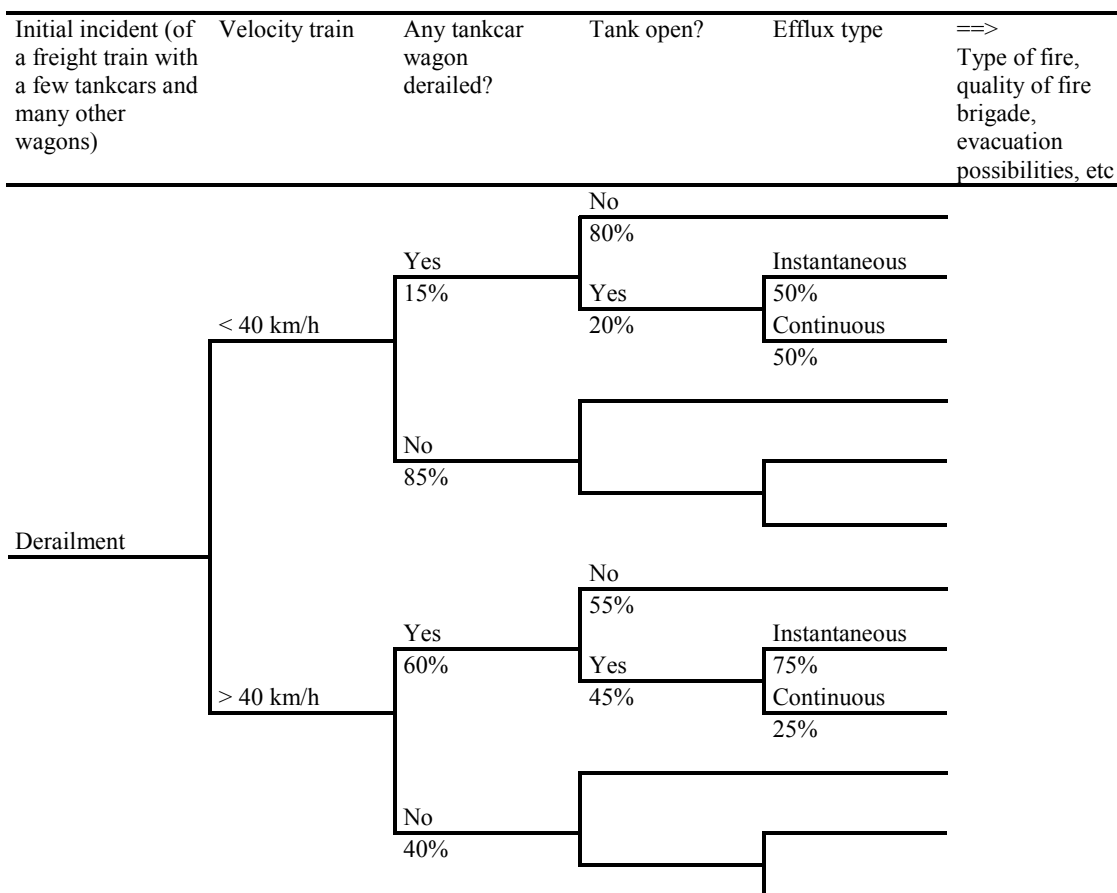 Initial incident (of
a freight train with
a few tankcars and
many other
wagons)
Velocity train
Any tankcar
wagon
derailed?
Tank open?
Efflux type
==>
Type of fire,
quality of fire
brigade,
evacuation
possibilities, etc
No
80%
Yes
15%
Instantaneous
50%
Yes
20%
Continuous
50%
< 40 km/h
No
85%
Derailment
No
55%
Yes
60%
Instantaneous
75%
Yes
45%
Continuous
25%
> 40 km/h
No
40%